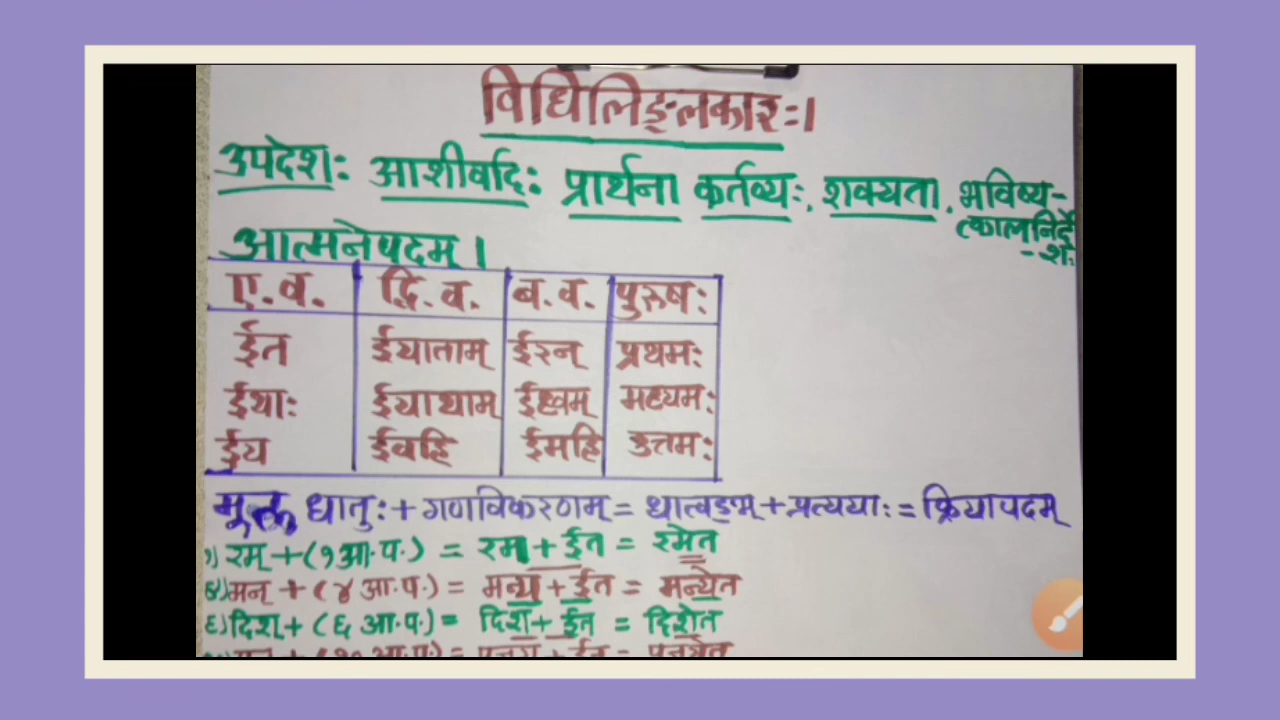 विधिलिङ्लकारः।
उपदेशः आशीर्वादः प्रार्थना कर्तव्यः, शक्यता, भविष्य-
त्कालनिर्दे
-शः
आत्मनेपदम्।
ए.व. द्वि.व. ब.व. पुरुषः
ईत ईयाताम् ईरन् प्रथमः
ईथाः ईयाथाम् ईध्वम् मध्यमः
ईय ईवहि ईमहि उत्तमः
धातुः + गणविकरणम् = धात्वङ्गम् + प्रत्ययाः = क्रियापदम्
१) रम् + (१ आ.प.) = रम + ईत = रमेत
४) मन् + (४ आ.प.) = मन्य + ईत = मन्येत
६) दिश् + (६ आ.प.) = दिश + ईत = दिशेत